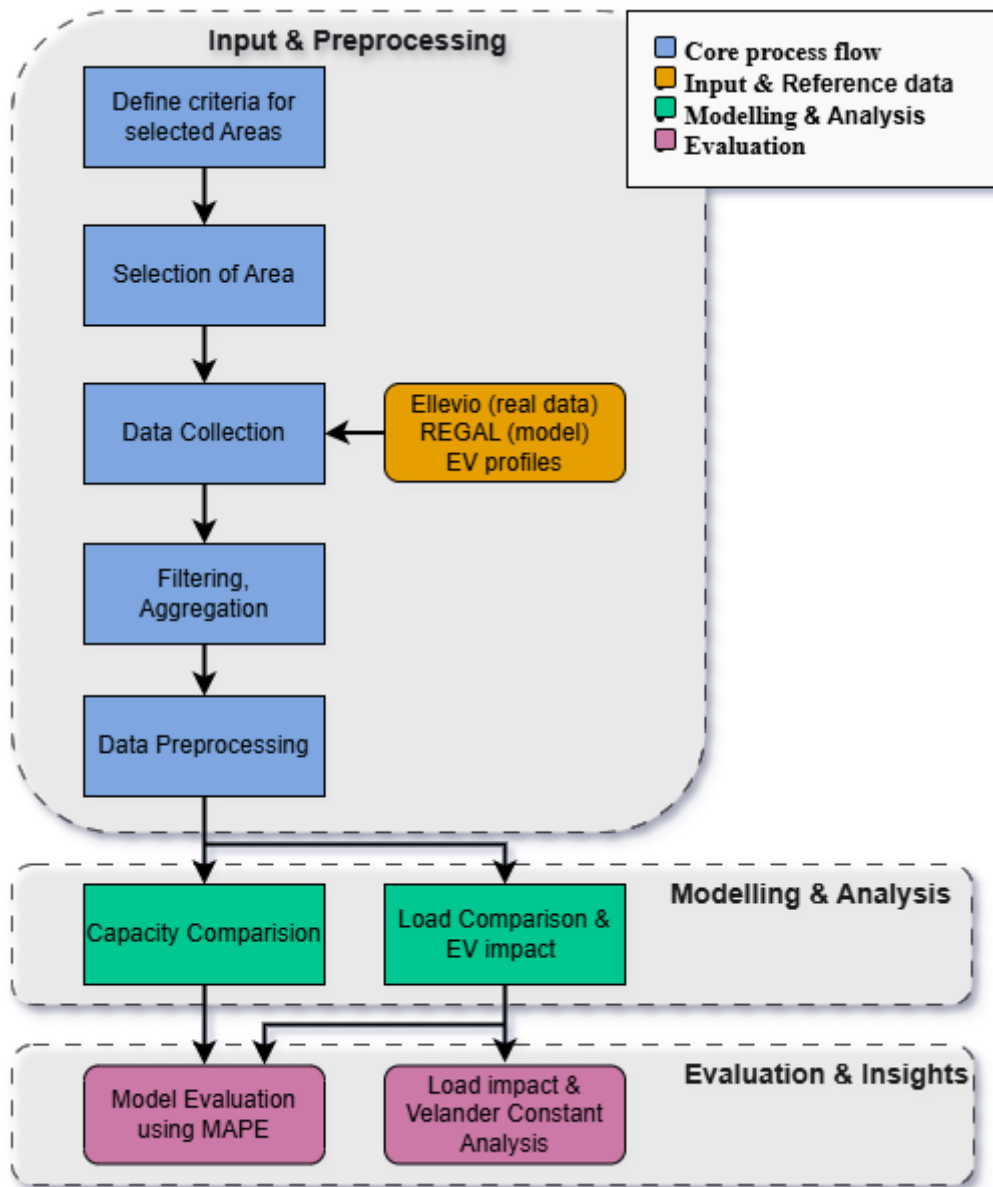 Input & Preprocessing
Core process flow
Input & Reference data
Modelling & Analysis
Evaluation
Define criteria for
selected Areas
Selection of Area
Data Collection
Ellevio (real data)
REGAL (model)
EV profiles
Filtering,
Aggregation
Data Preprocessing
Modelling & Analysis
Capacity Comparision
Load Comparison &
EV impact
Evaluation & Insights
Model Evaluation
using MAPE
Load impact &
Velander Constant
Analysis